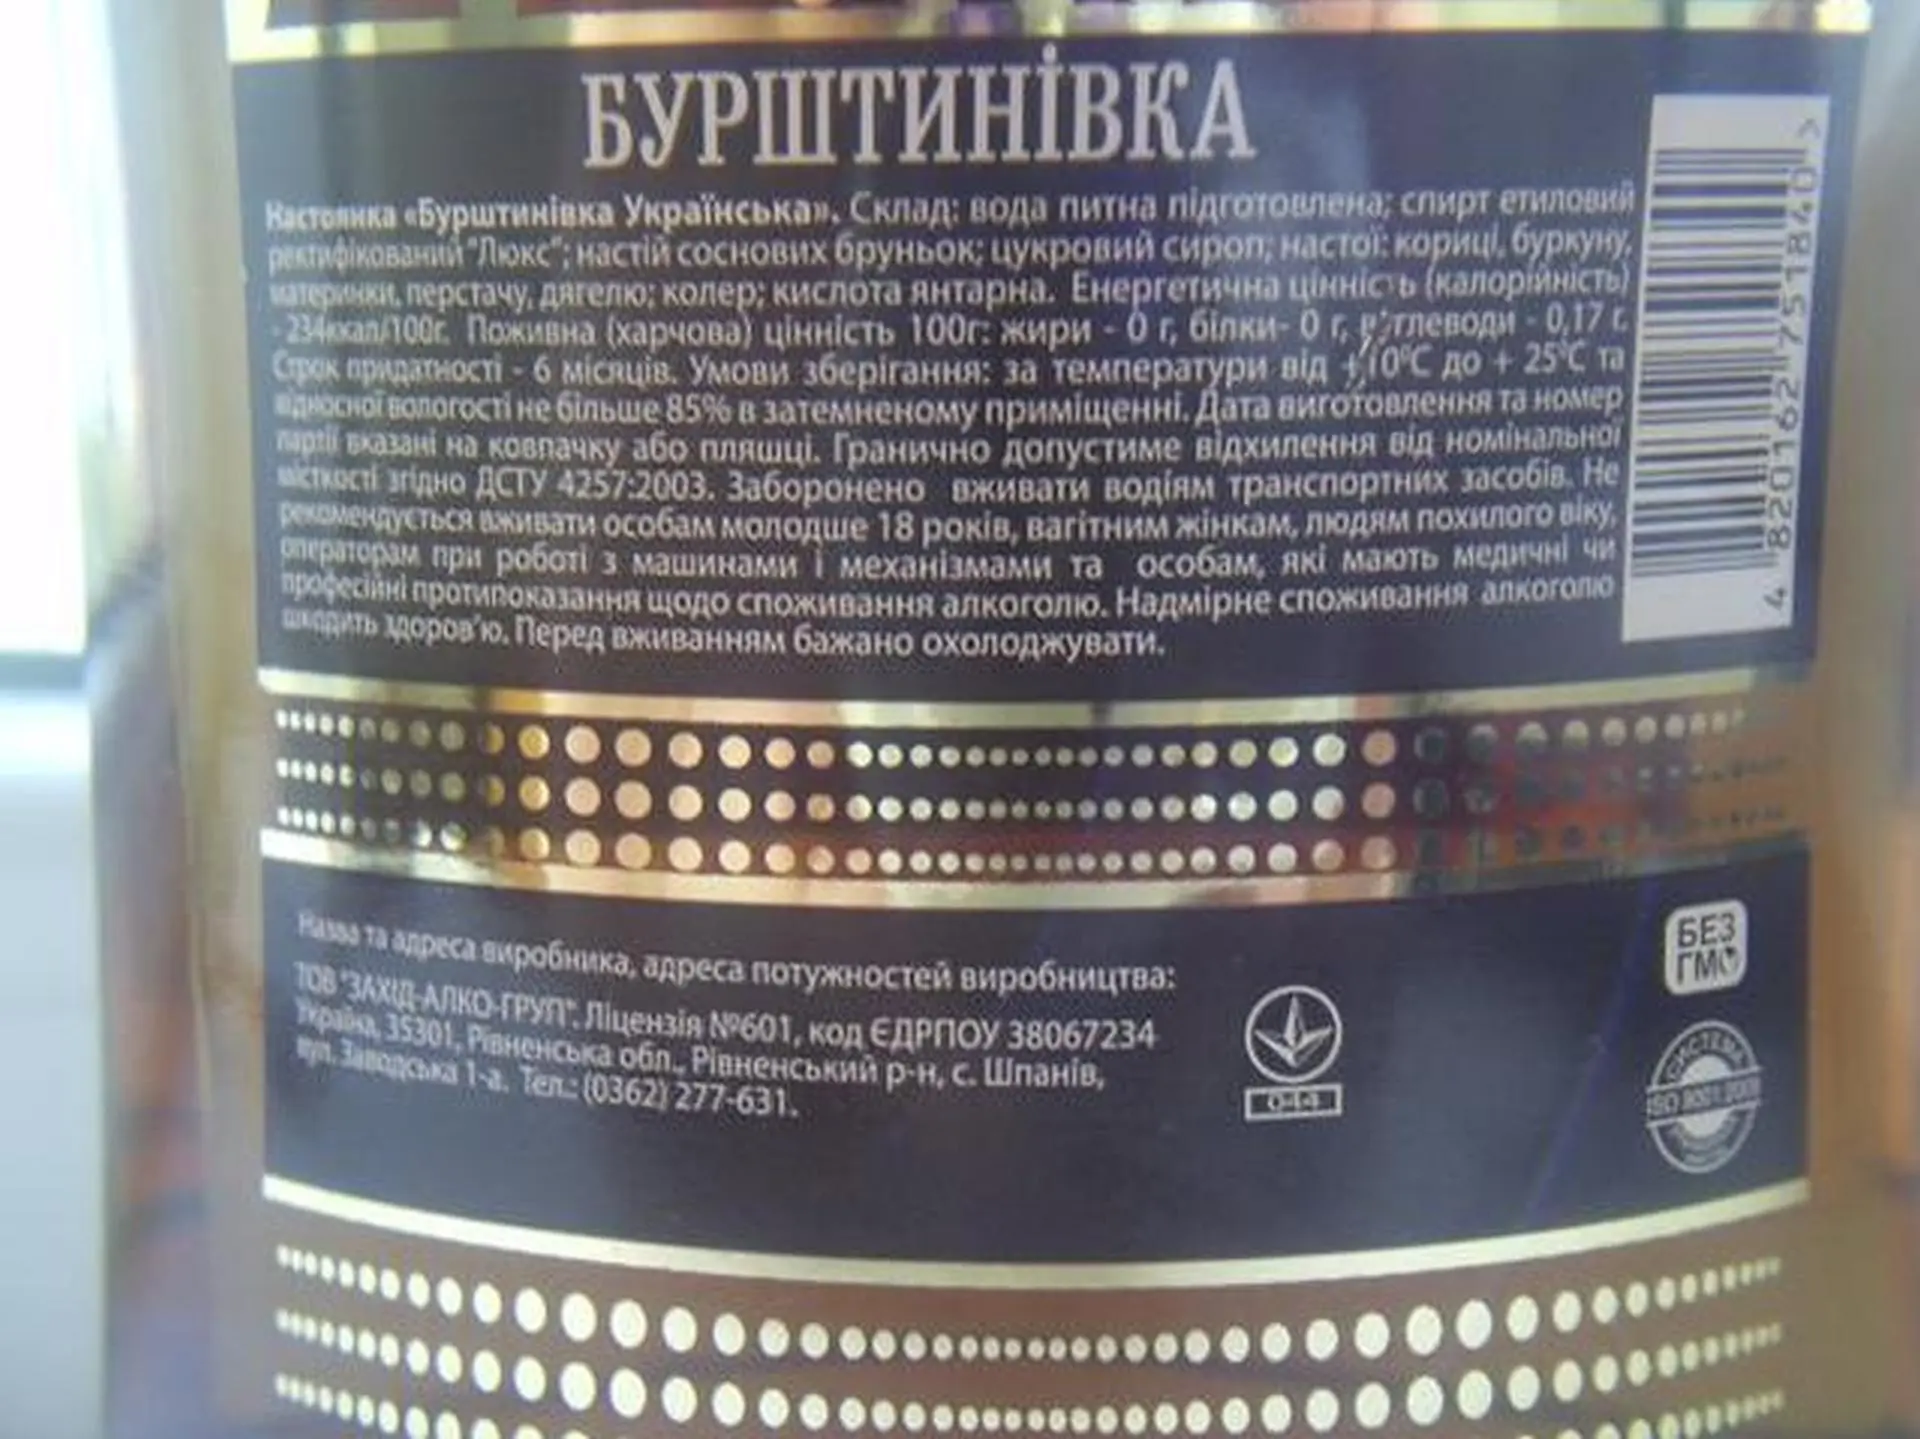 БУРШТИНІВКА
Настоянка «Бурштинівка Українська». Склад: вода питна підготовлена; спирт етиловий
ректифікований "Люкс"; настій соснових бруньок; цукровий сироп; настої: кориці, буркуну,
материнки, перстачу, дягелю; колер; кислота янтарна. Енергетична цінність (калорійність)
- 234ккал/100г. Поживна (харчова) цінність 100г: жири - 0 г, білки- 0 г, вуглеводи - 0,17 г.
Строк придатності - 6 місяців. Умови зберігання: за температури від +10°С до + 25°С та
відносної вологості не більше 85% в затемненому приміщенні. Дата виготовлення та номер
партії вказані на ковпачку або пляшці. Гранично допустиме відхилення від номінальної
місткості згідно ДСТУ 4257:2003. Заборонено вживати водіям транспортних засобів. Не
рекомендується вживати особам молодше 18 років, вагітним жінкам, людям похилого віку,
операторам при роботі з машинами і механізмами та особам, які мають медичні чи
професійні протипоказання щодо споживання алкоголю. Надмірне споживання алкоголю
шкодить здоров'ю. Перед вживанням бажано охолоджувати.
4 820162 751840 >
Назва та адреса виробника, адреса потужностей виробництва:
ТОВ "ЗАХІД-АЛКО-ГРУП". Ліцензія №601, код ЄДРПОУ 38067234
Україна, 35301, Рівненська обл., Рівненський р-н, с. Шпанів,
вул. Заводська 1-а. Тел.: (0362) 277-631.
044
БЕЗ
ГМО
СИСТЕМА
ISO 9001